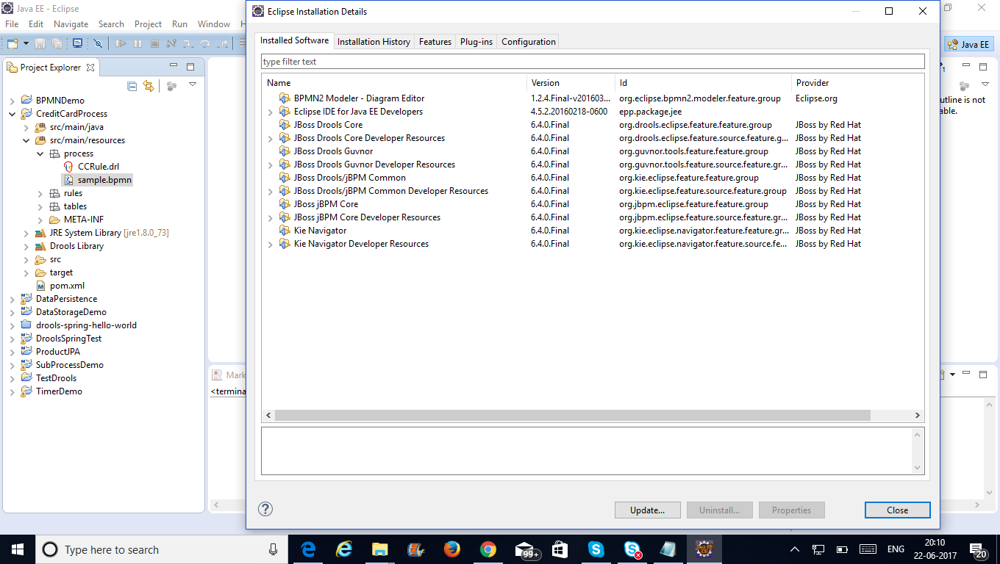 Java EE - Eclipse
File Edit Navigate Search Project Run Window H
Java EE
Project Explorer
BPMNDemo
CreditCardProcess
src/main/java
src/main/resources
process
CCRule.drl
sample.bpmn
rules
tables
META-INF
JRE System Library [jre1.8.0_73]
Drools Library
src
target
pom.xml
DataPersistence
DataStorageDemo
drools-spring-hello-world
DroolsSpringTest
ProductJPA
SubProcessDemo
TestDrools
TimerDemo
Mark
<termina
utline is not
able.
Eclipse Installation Details
Installed Software Installation History Features Plug-ins Configuration
type filter text
Name Version Id Provider
BPMN2 Modeler - Diagram Editor 1.2.4.Final-v201603... org.eclipse.bpmn2.modeler.feature.group Eclipse.org
Eclipse IDE for Java EE Developers 4.5.2.20160218-0600 epp.package.jee
JBoss Drools Core 6.4.0.Final org.drools.eclipse.feature.feature.group JBoss by Red Hat
JBoss Drools Core Developer Resources 6.4.0.Final org.drools.eclipse.feature.source.feature.g... JBoss by Red Hat
JBoss Drools Guvnor 6.4.0.Final org.guvnor.tools.feature.feature.group JBoss by Red Hat
JBoss Drools Guvnor Developer Resources 6.4.0.Final org.guvnor.tools.feature.source.feature.gr... JBoss by Red Hat
JBoss Drools/jBPM Common 6.4.0.Final org.kie.eclipse.feature.feature.group JBoss by Red Hat
JBoss Drools/jBPM Common Developer Resources 6.4.0.Final org.kie.eclipse.feature.source.feature.group JBoss by Red Hat
JBoss jBPM Core 6.4.0.Final org.jbpm.eclipse.feature.feature.group JBoss by Red Hat
JBoss jBPM Core Developer Resources 6.4.0.Final org.jbpm.eclipse.feature.source.feature.gr... JBoss by Red Hat
Kie Navigator 6.4.0.Final org.kie.eclipse.navigator.feature.feature.gr... JBoss by Red Hat
Kie Navigator Developer Resources 6.4.0.Final org.kie.eclipse.navigator.feature.source.fe... JBoss by Red Hat
Update... Uninstall... Properties Close
Type here to search
99+
ENG
20:10
22-06-2017
20